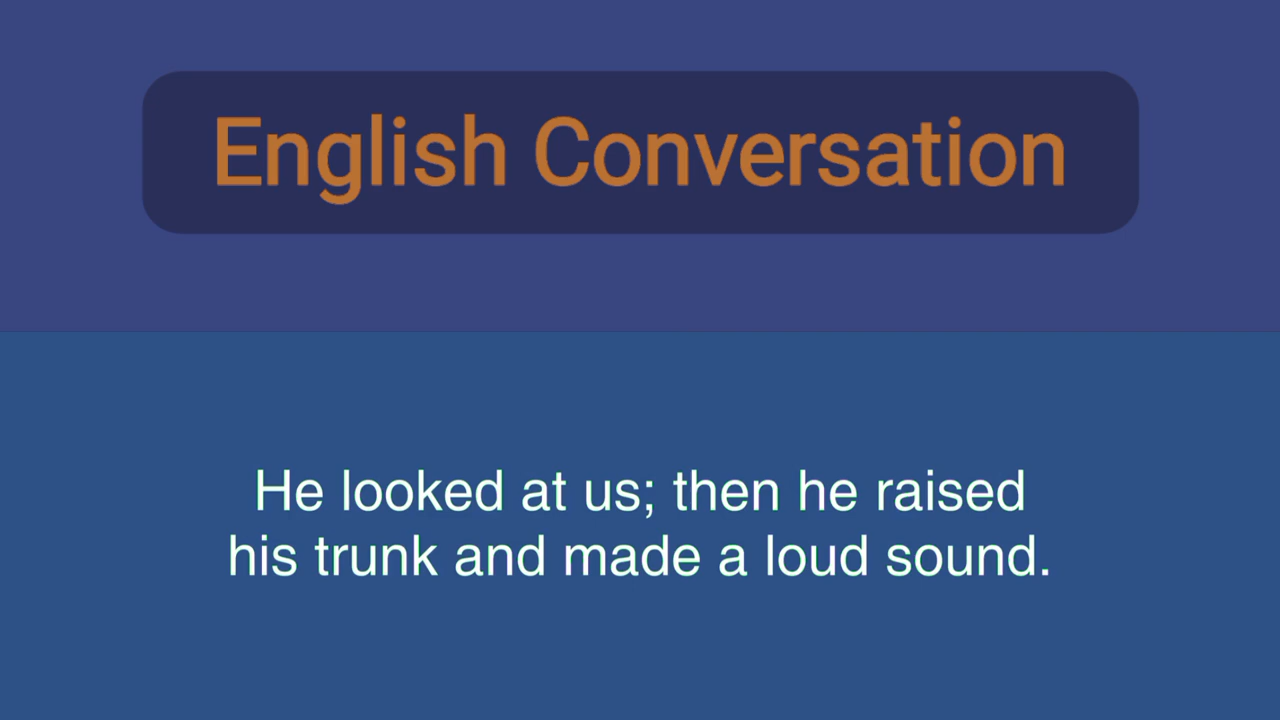 English Conversation
He looked at us; then he raised
his trunk and made a loud sound.